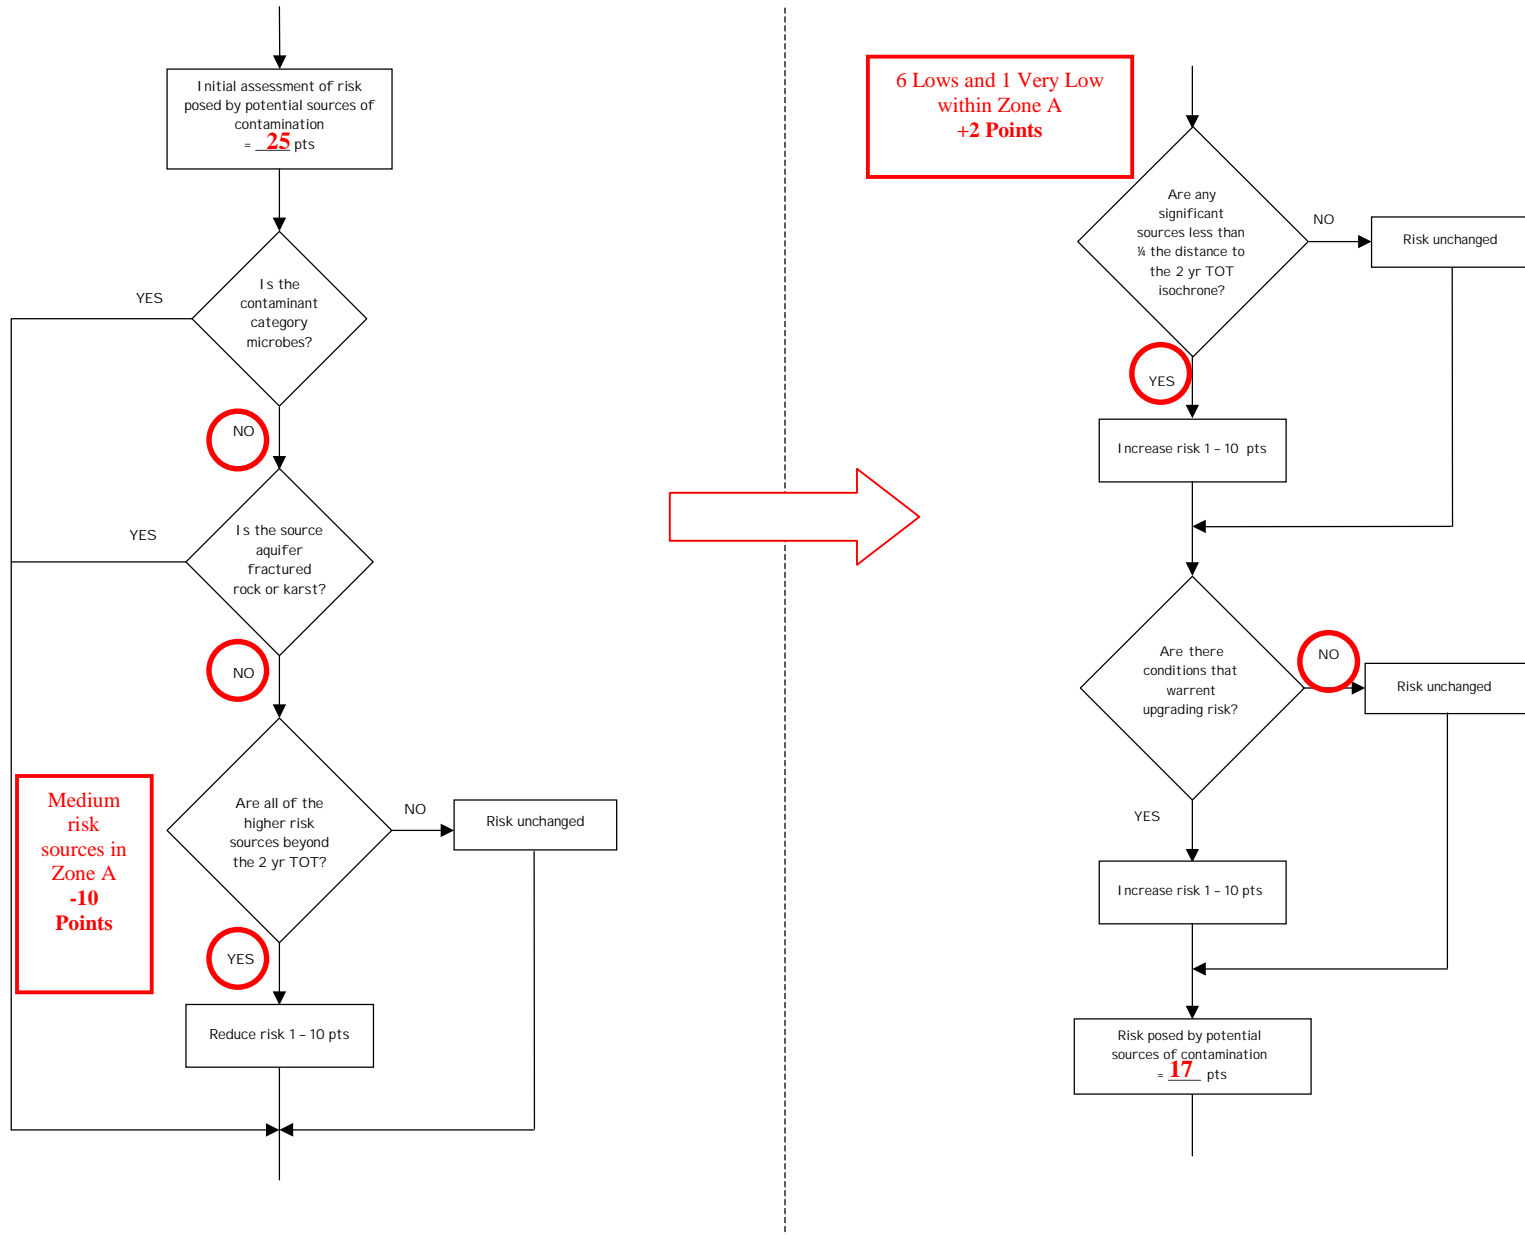 Initial assessment of risk
posed by potential sources of
contamination
= 25 pts
Is the
contaminant
category
microbes?
YES
NO
Is the source
aquifer
fractured
rock or karst?
YES
NO
Are all of the
higher risk
sources beyond
the 2 yr TOT?
NO
Risk unchanged
Medium
risk
sources in
Zone A
-10
Points
YES
Reduce risk 1 – 10 pts
6 Lows and 1 Very Low
within Zone A
+2 Points
Are any
significant
sources less than
¼ the distance to
the 2 yr TOT
isochrone?
NO
Risk unchanged
YES
Increase risk 1 – 10 pts
Are there
conditions that
warrent
upgrading risk?
NO
Risk unchanged
YES
Increase risk 1 – 10 pts
Risk posed by potential
sources of contamination
= 17 pts